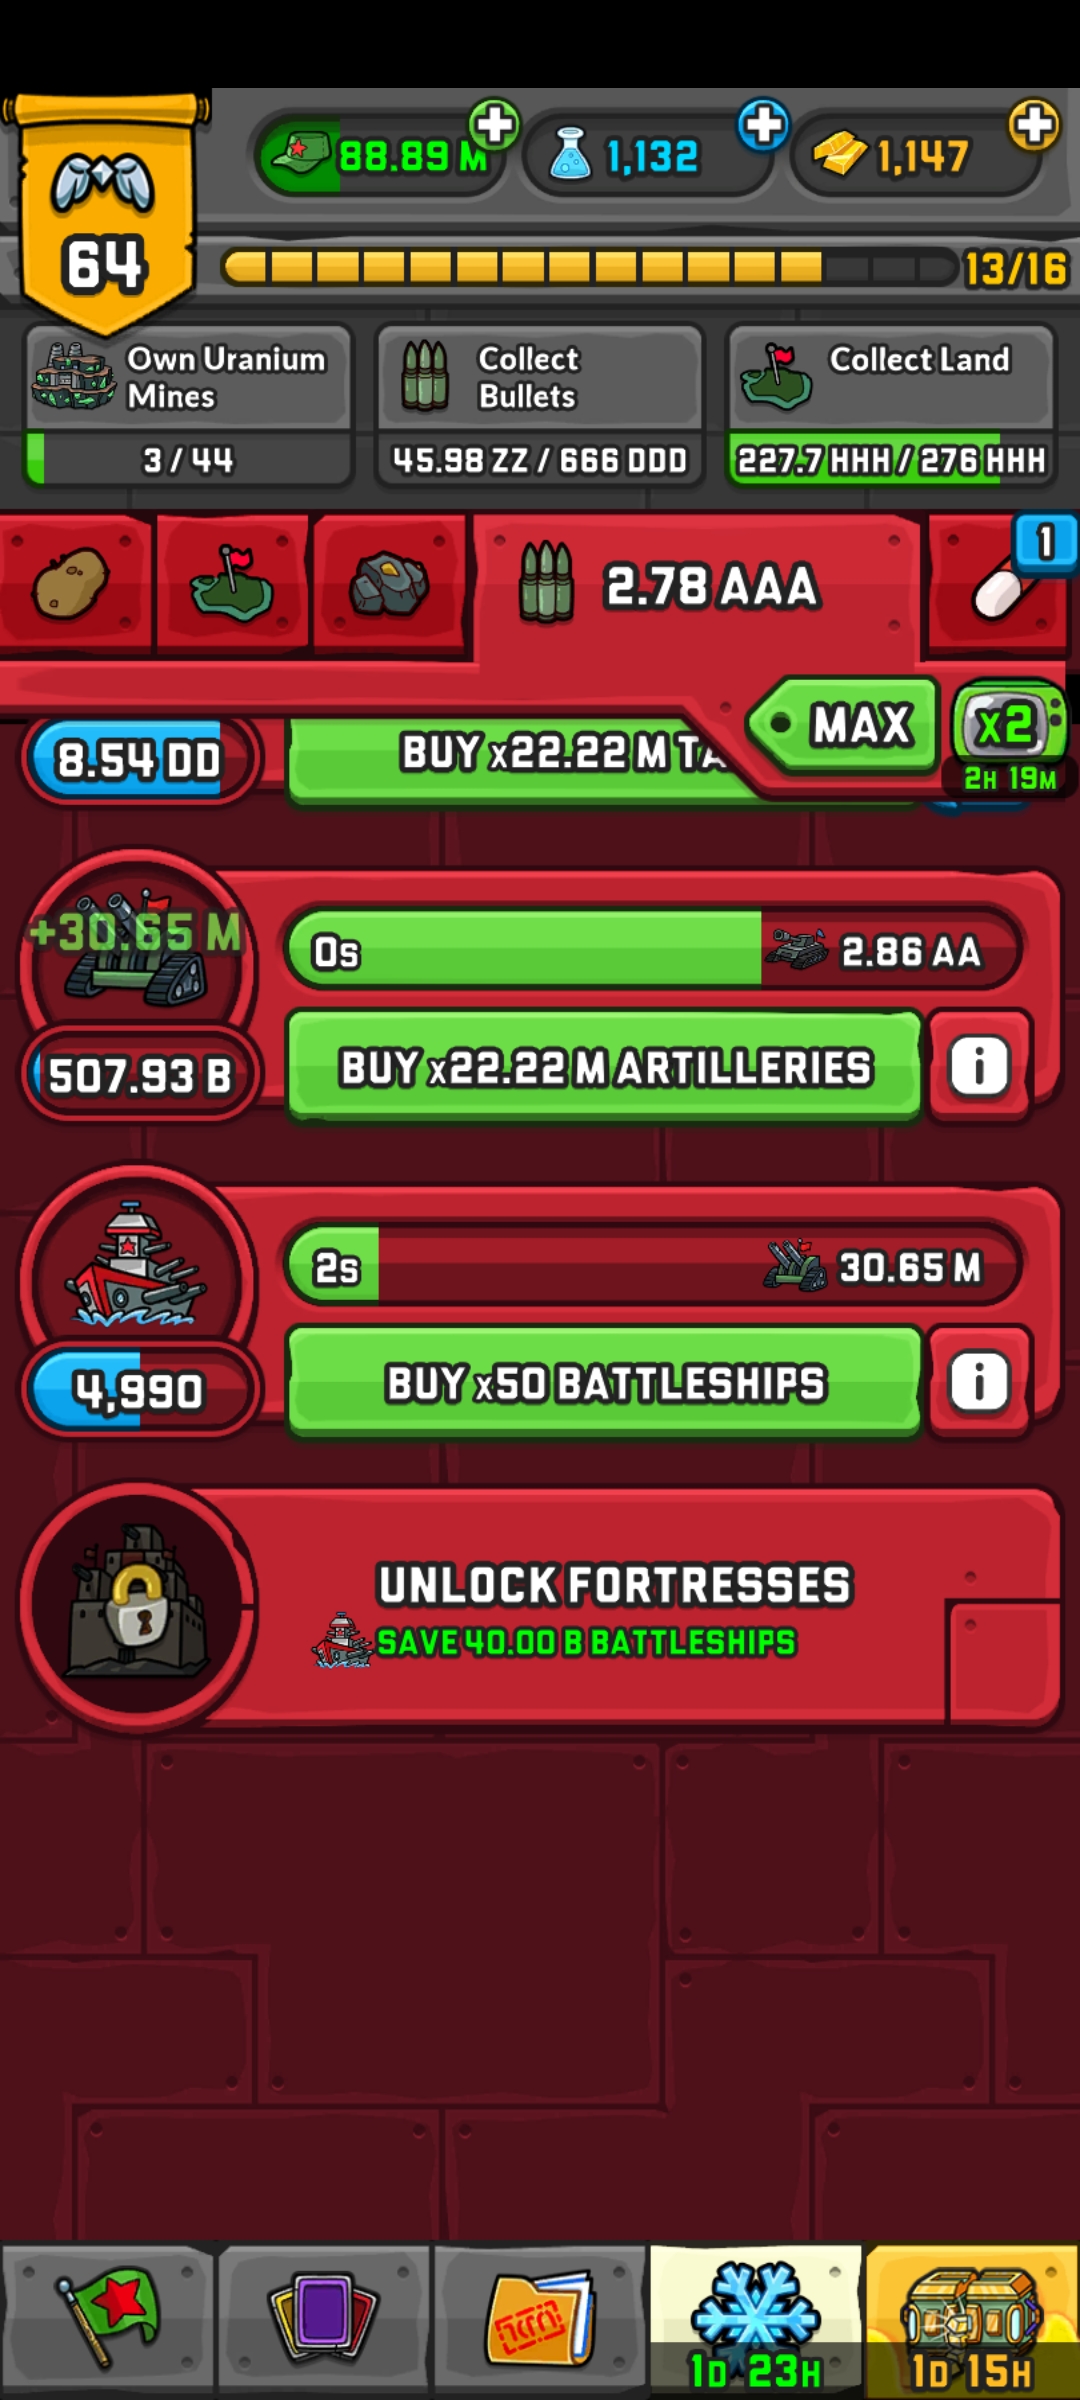 64
88.89 M
1,132
1,147
13/16
Own Uranium
Mines
3 / 44
Collect
Bullets
45.98 ZZ / 666 DDD
Collect Land
227.7 HHH / 276 HHH
2.78 AAA
1
MAX
x2
2H 19M
8.54 DD
BUY x22.22 M TA
+30.65 M
0s
2.86 AA
507.93 B
BUY x22.22 M ARTILLERIES
i
2s
30.65 M
4,990
BUY x50 BATTLESHIPS
i
UNLOCK FORTRESSES
SAVE 40.00 B BATTLESHIPS
1D 23H
1D 15H